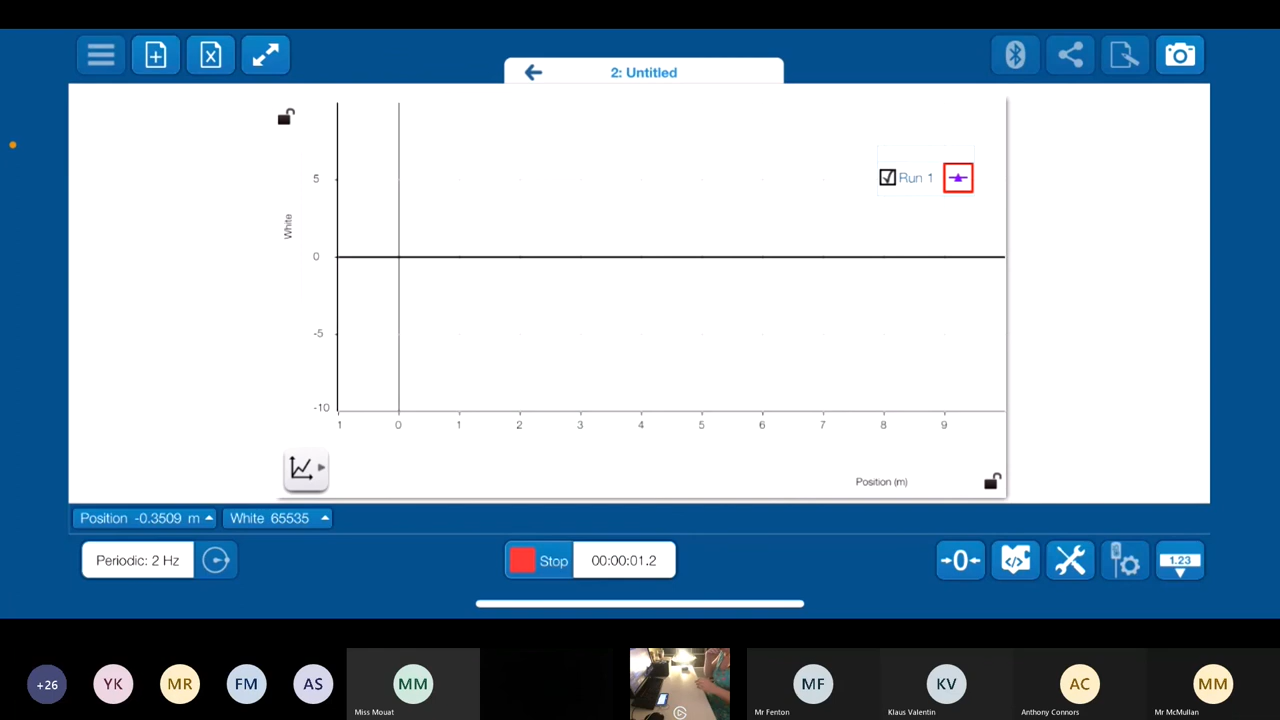 2: Untitled
Run 1
White
5
0
-5
-10
1 0 1 2 3 4 5 6 7 8 9
Position (m)
Position -0.3509 m
White 65535
Periodic: 2 Hz
Stop
00:00:01.2
→0←
</>
1.23
+26
YK
MR
FM
AS
MM
Miss Mouat
MF
Mr Fenton
KV
Klaus Valentin
AC
Anthony Connors
MM
Mr McMullan